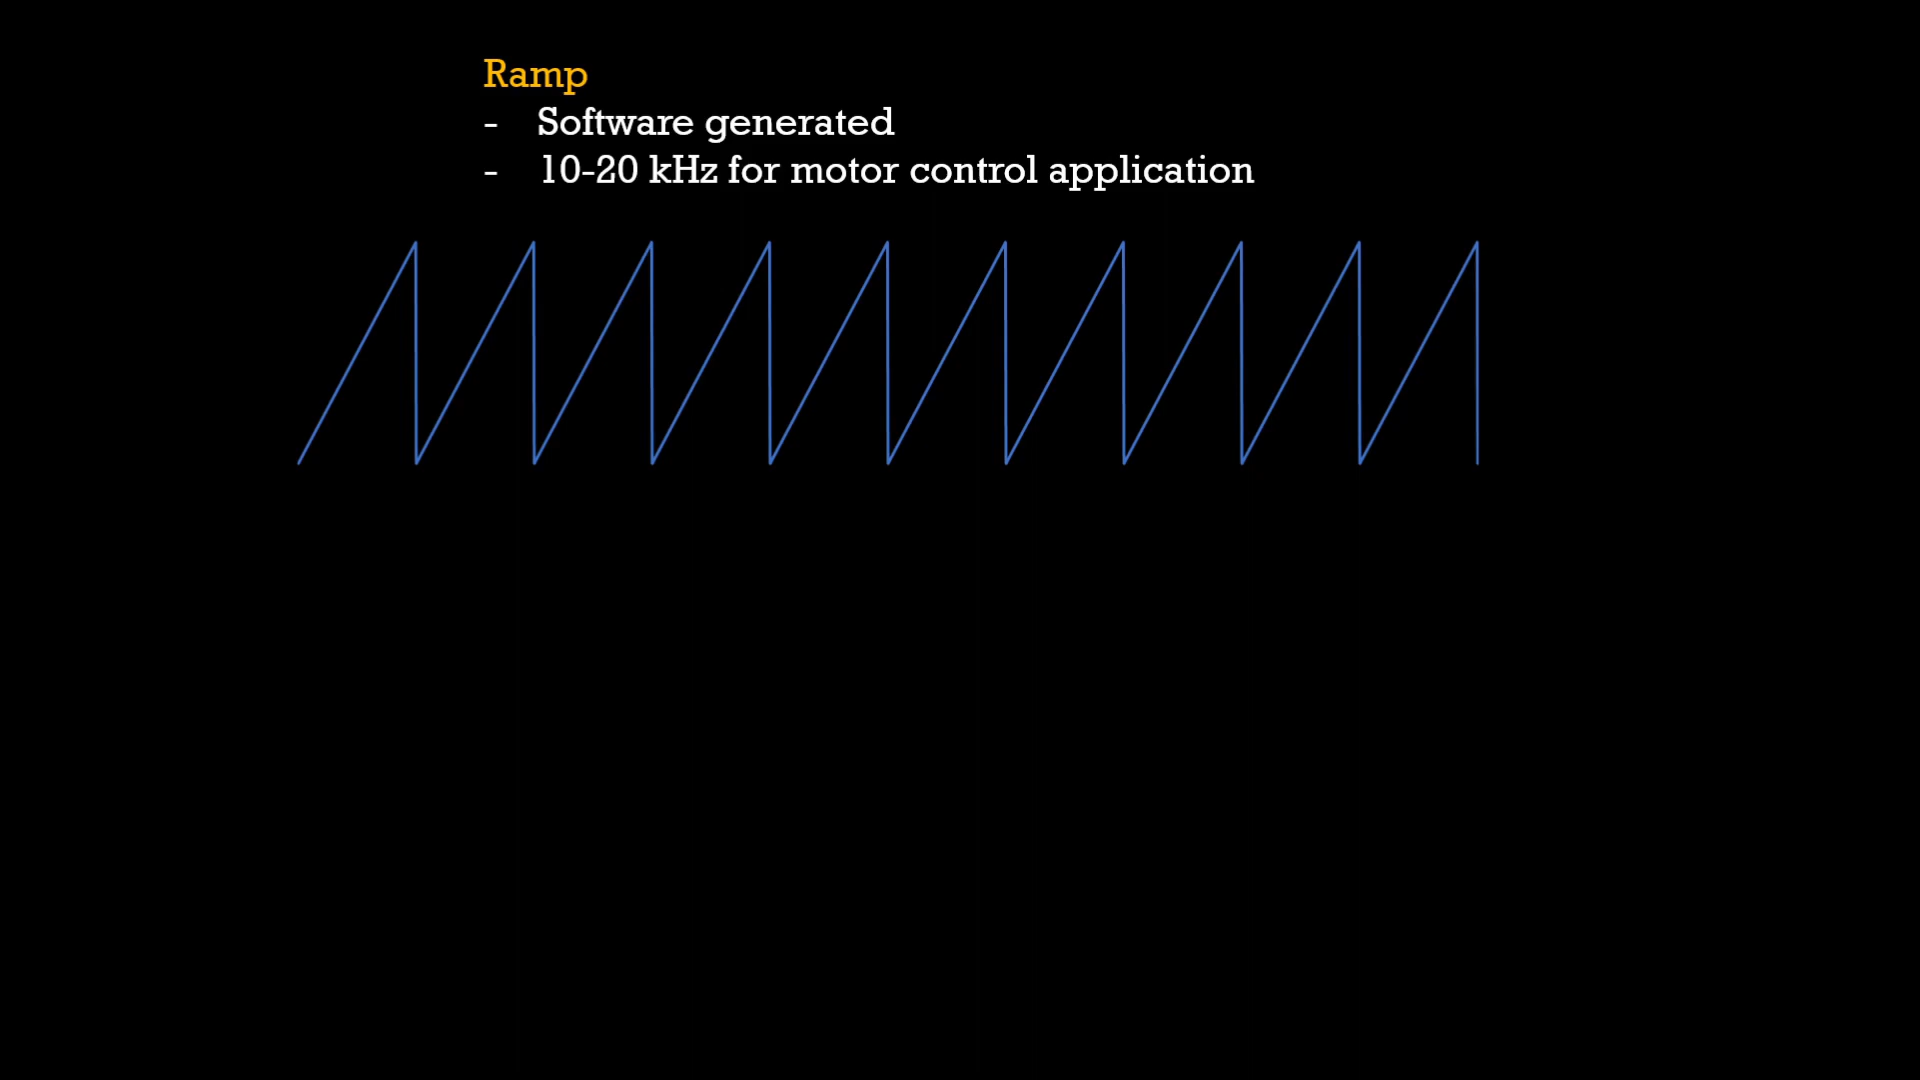 Ramp
- Software generated
- 10-20 kHz for motor control application